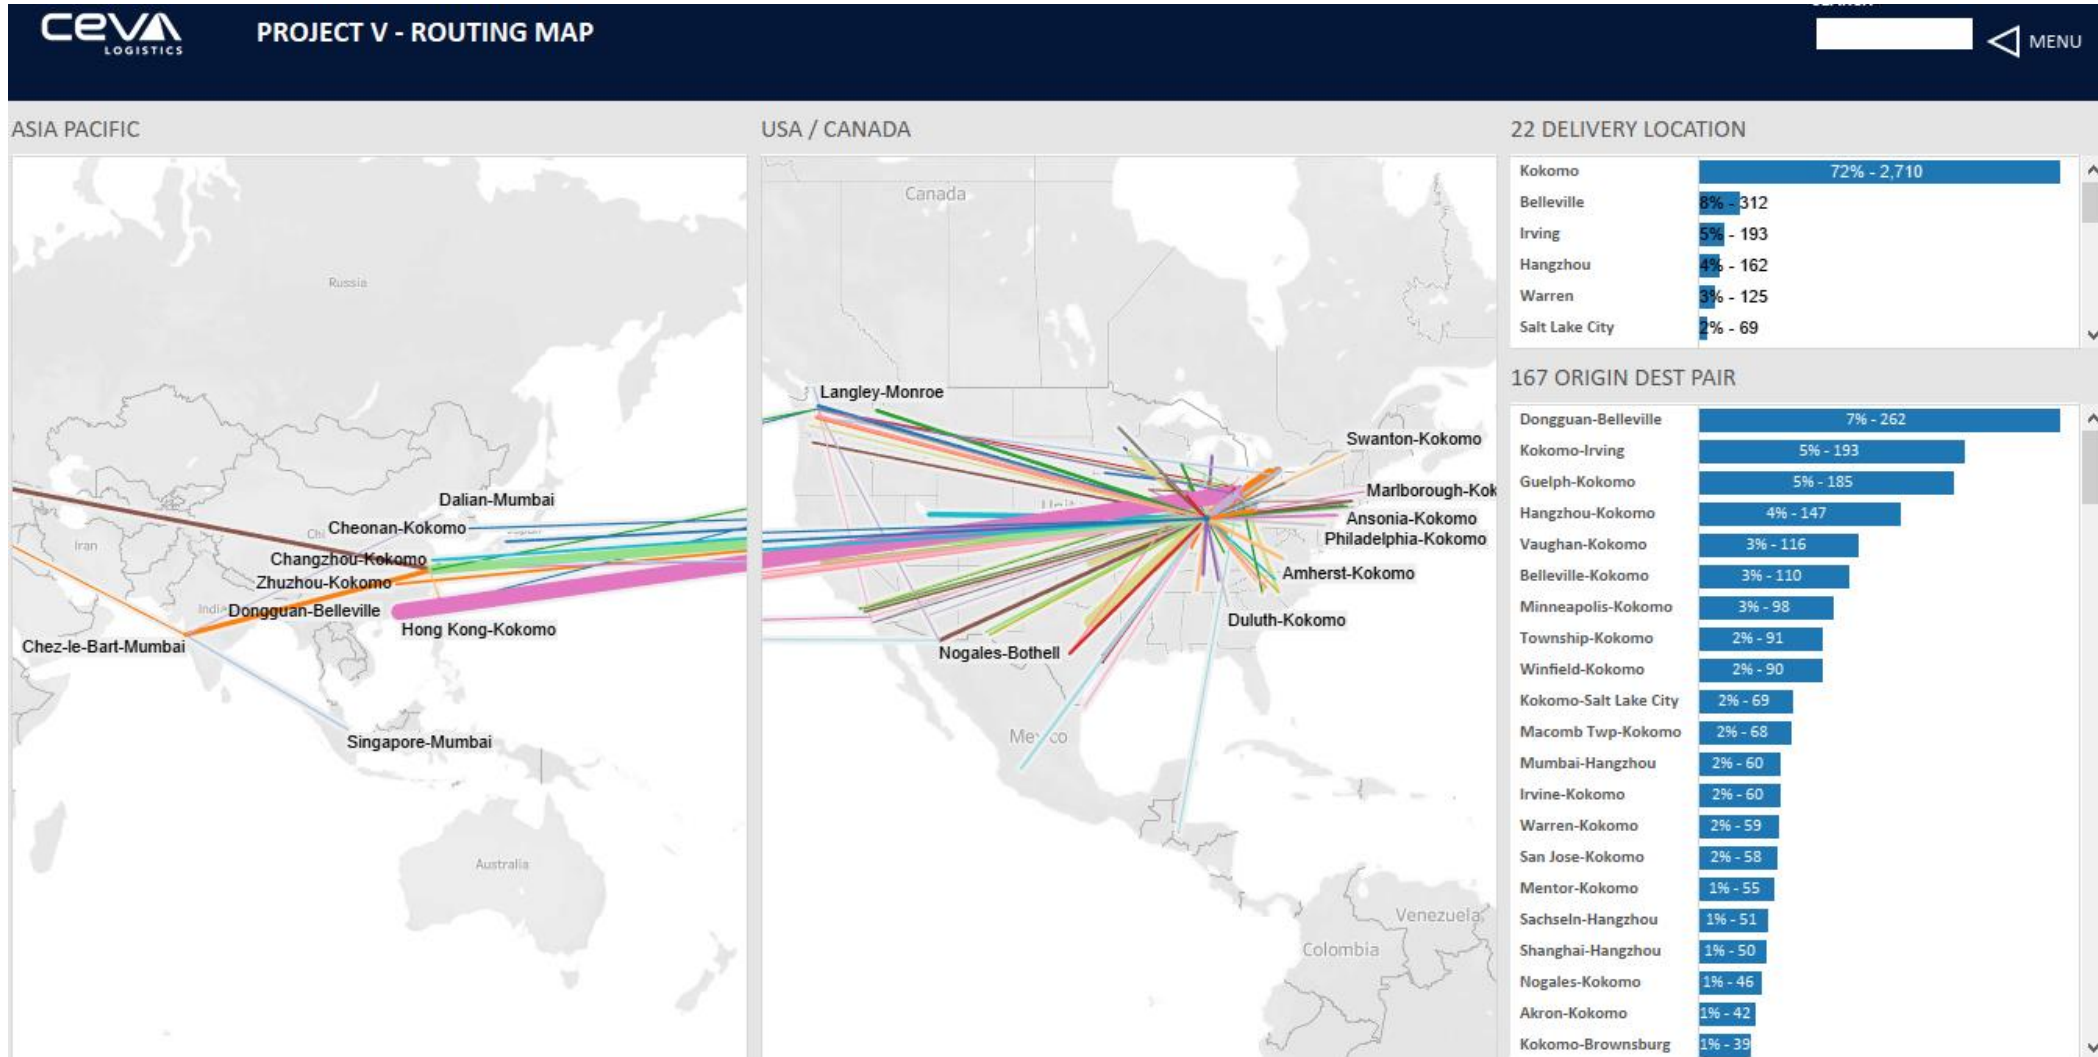 CEVA
LOGISTICS
PROJECT V - ROUTING MAP
MENU
ASIA PACIFIC
Russia
Iran
Dalian-Mumbai
Cheonan-Kokomo
Changzhou-Kokomo
Zhuzhou-Kokomo
Dongguan-Belleville
Hong Kong-Kokomo
Chez-le-Bart-Mumbai
Singapore-Mumbai
Australia
USA / CANADA
Canada
Langley-Monroe
Swanton-Kokomo
Marlborough-Kok
Ansonia-Kokomo
Philadelphia-Kokomo
Amherst-Kokomo
Duluth-Kokomo
Nogales-Bothell
Mexico
Venezuela
Colombia
22 DELIVERY LOCATION
Kokomo 72% - 2,710
Belleville 8% - 312
Irving 5% - 193
Hangzhou 4% - 162
Warren 3% - 125
Salt Lake City 2% - 69
167 ORIGIN DEST PAIR
Dongguan-Belleville 7% - 262
Kokomo-Irving 5% - 193
Guelph-Kokomo 5% - 185
Hangzhou-Kokomo 4% - 147
Vaughan-Kokomo 3% - 116
Belleville-Kokomo 3% - 110
Minneapolis-Kokomo 3% - 98
Township-Kokomo 2% - 91
Winfield-Kokomo 2% - 90
Kokomo-Salt Lake City 2% - 69
Macomb Twp-Kokomo 2% - 68
Mumbai-Hangzhou 2% - 60
Irvine-Kokomo 2% - 60
Warren-Kokomo 2% - 59
San Jose-Kokomo 2% - 58
Mentor-Kokomo 1% - 55
Sachseln-Hangzhou 1% - 51
Shanghai-Hangzhou 1% - 50
Nogales-Kokomo 1% - 46
Akron-Kokomo 1% - 42
Kokomo-Brownsburg 1% - 39